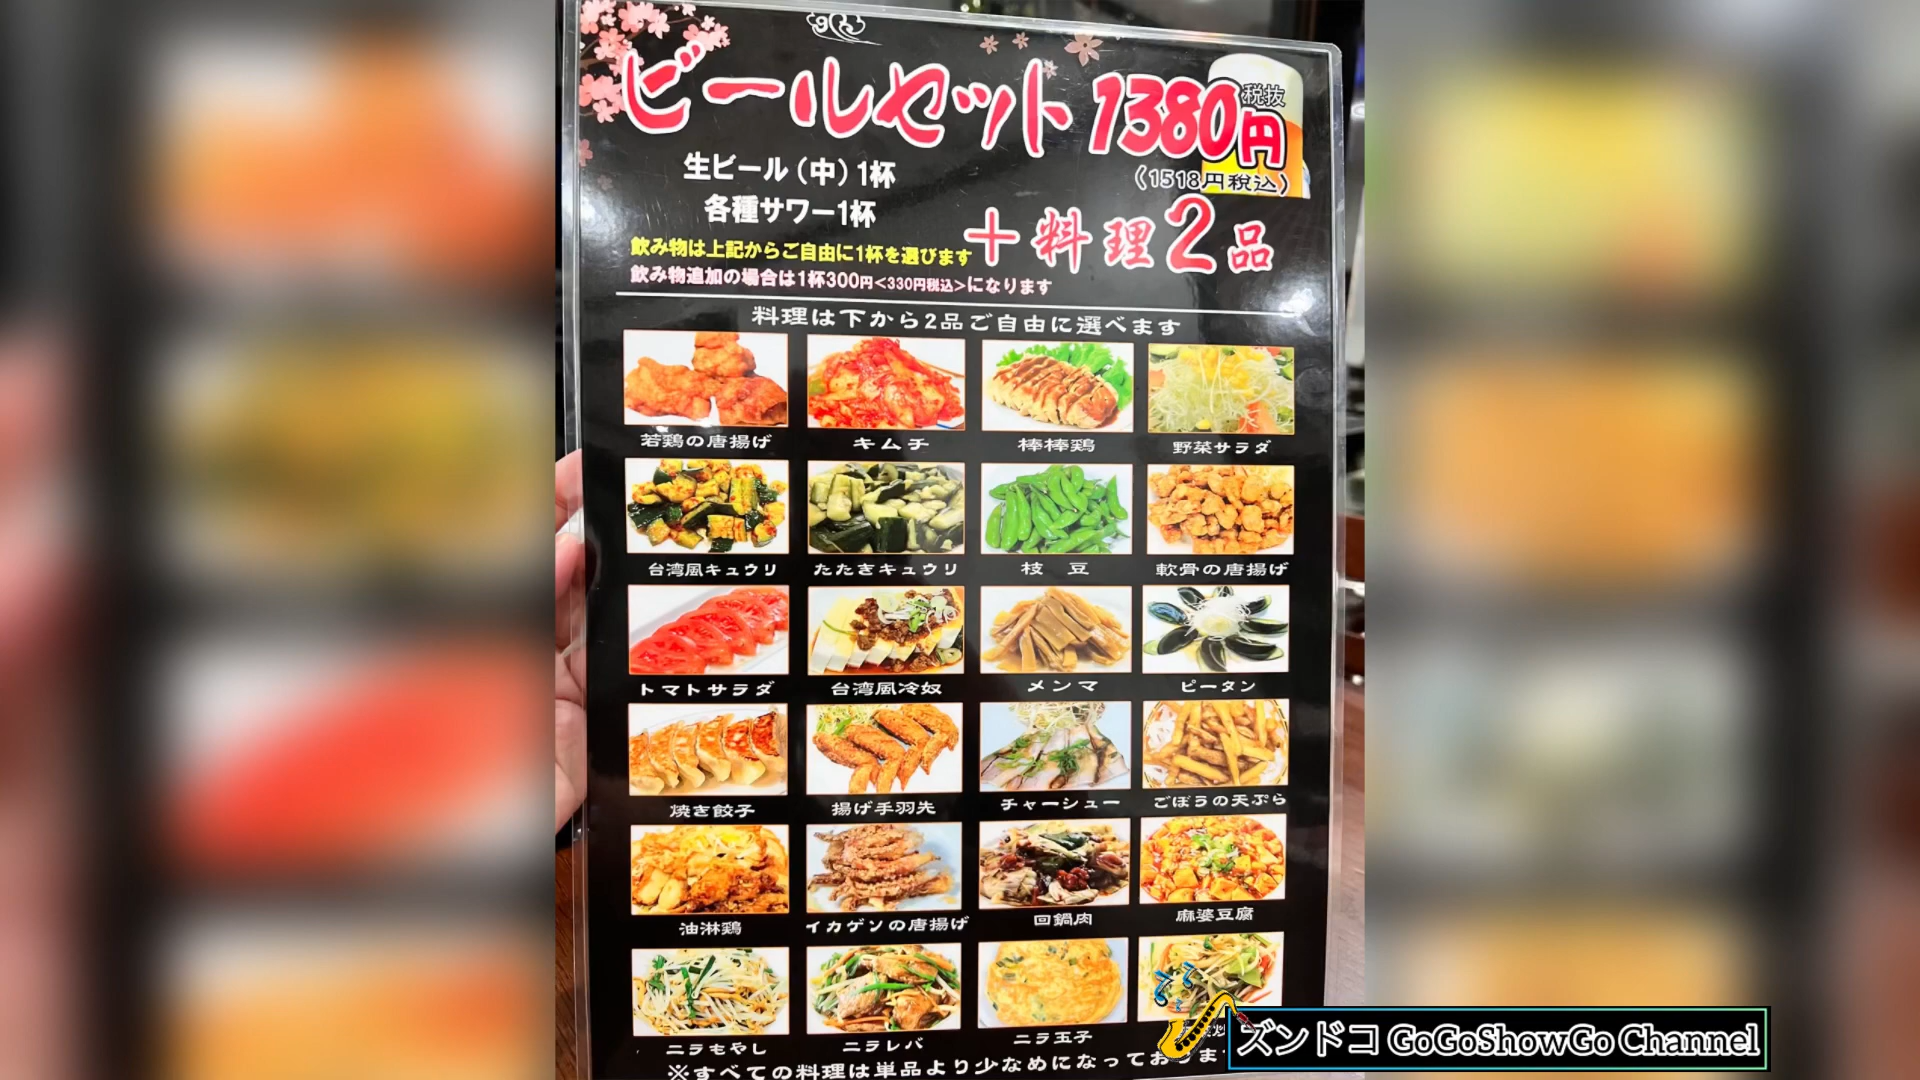 ビールセット 1380円 税抜
(1518円税込)
生ビール(中)1杯
各種サワー1杯
+料理2品
飲み物は上記からご自由に1杯を選びます
飲み物追加の場合は1杯300円<330円税込>になります
料理は下から2品ご自由に選べます
若鶏の唐揚げ キムチ 棒棒鶏 野菜サラダ
台湾風キュウリ たたきキュウリ 枝豆 軟骨の唐揚げ
トマトサラダ 台湾風冷奴 メンマ ピータン
焼き餃子 揚げ手羽先 チャーシュー ごぼうの天ぷら
油淋鶏 イカゲソの唐揚げ 回鍋肉 麻婆豆腐
ニラもやし ニラレバ ニラ玉子
※すべての料理は単品より少なめになっております
ズンドコ GoGoShowGo Channel